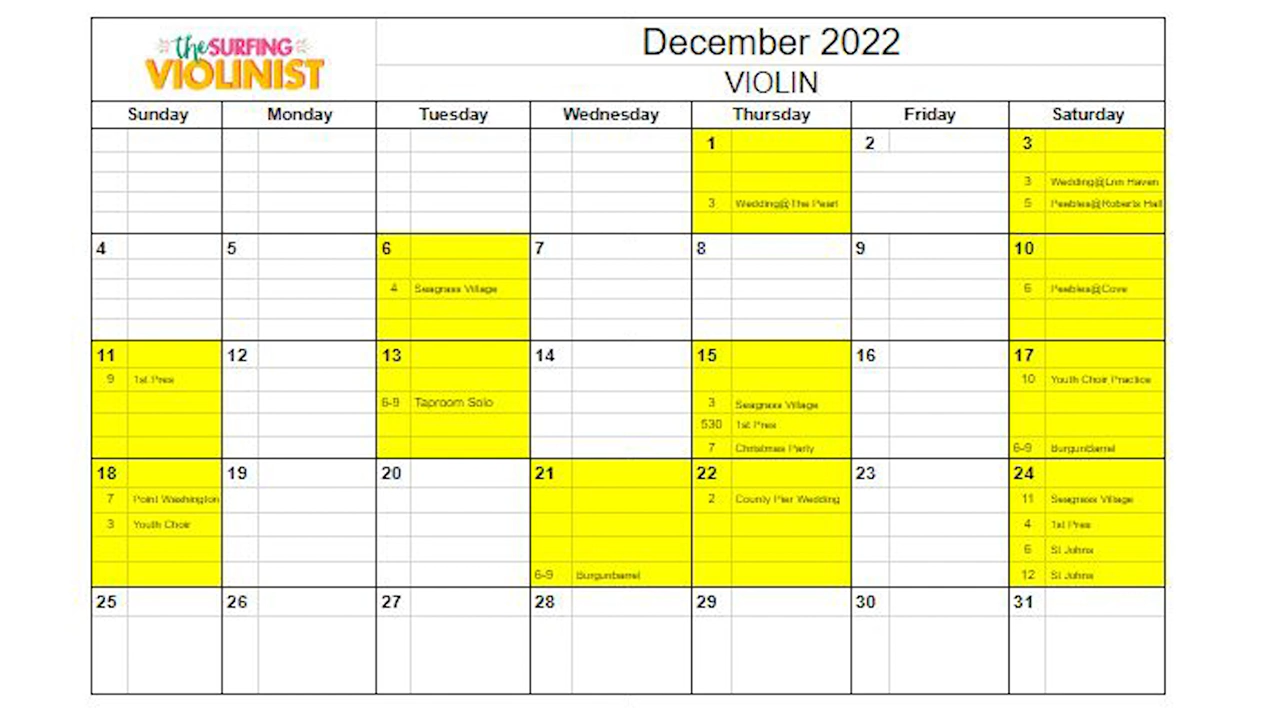 the SURFING
VIOLINIST
December 2022
VIOLIN
Sunday Monday Tuesday Wednesday Thursday Friday Saturday
1 2 3
3 Wedding@Lnn Haven
3 Wedding@The Pearl 5 Peebles@Roberts Hall
4 5 6 7 8 9 10
4 Seagrass Village 6 Peebles@Cove
11 12 13 14 15 16 17
9 1st Pres 10 Youth Choir Practice
6-9 Taproom Solo 3 Seagrass Village
530 1st Pres
7 Christmas Party 6-9 BurgunBarrel
18 19 20 21 22 23 24
7 Point Washington 2 County Pier Wedding 11 Seagrass Village
3 Youth Choir 4 1st Pres
6 St Johns
6-9 Burgunbarrel 12 St Johns
25 26 27 28 29 30 31